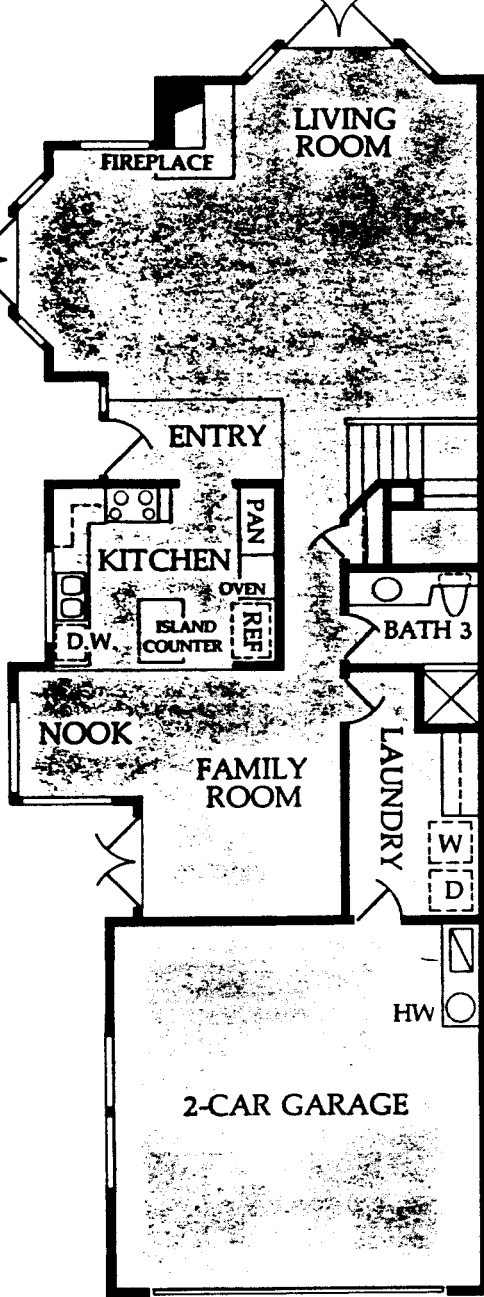 LIVING
ROOM
FIREPLACE
ENTRY
PAN
KITCHEN
OVEN
ISLAND
COUNTER
REF
D.W.
BATH 3
NOOK
FAMILY
ROOM
LAUNDRY
W
D
HW
2-CAR GARAGE